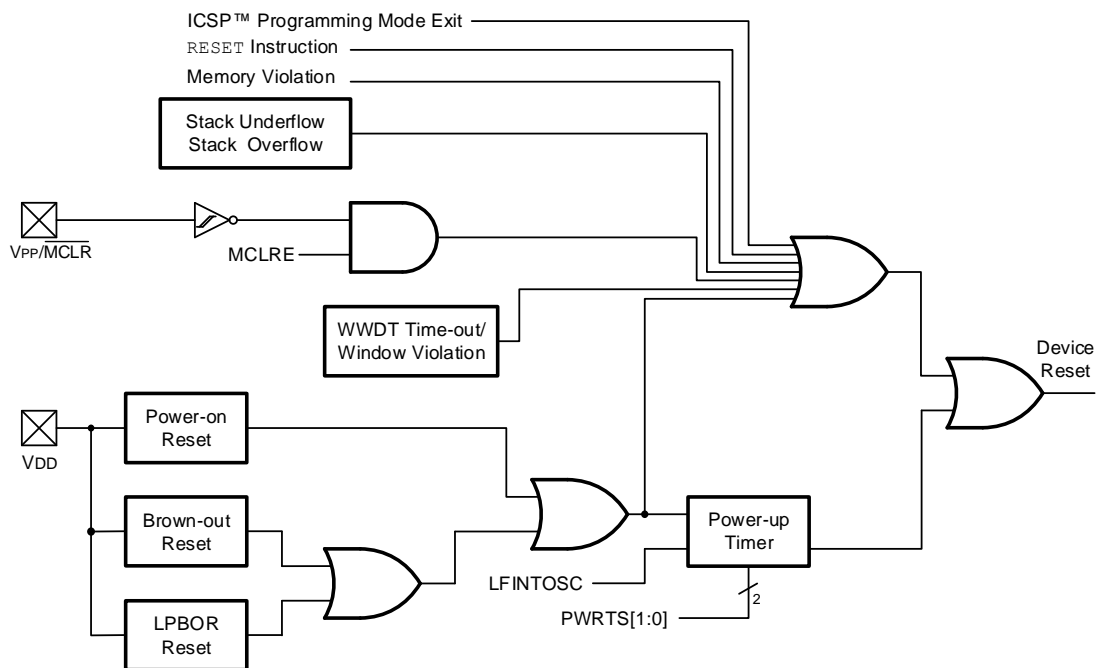 ICSP™ Programming Mode Exit
RESET Instruction
Memory Violation
Stack Underflow
Stack Overflow
VPP/MCLR
MCLRE
WWDT Time-out/
Window Violation
Device
Reset
VDD
Power-on
Reset
Brown-out
Reset
LPBOR
Reset
Power-up
Timer
LFINTOSC
2
PWRTS[1:0]